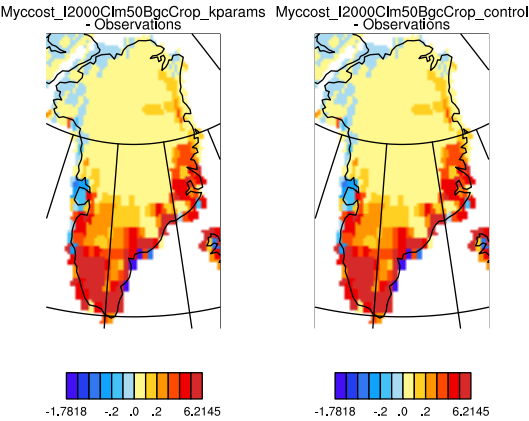 Myccost_I2000Clm50BgcCrop_kparams
- Observations
Myccost_I2000Clm50BgcCrop_control
- Observations
-1.7818 -.2 .0 .2 6.2145
-1.7818 -.2 .0 .2 6.2145